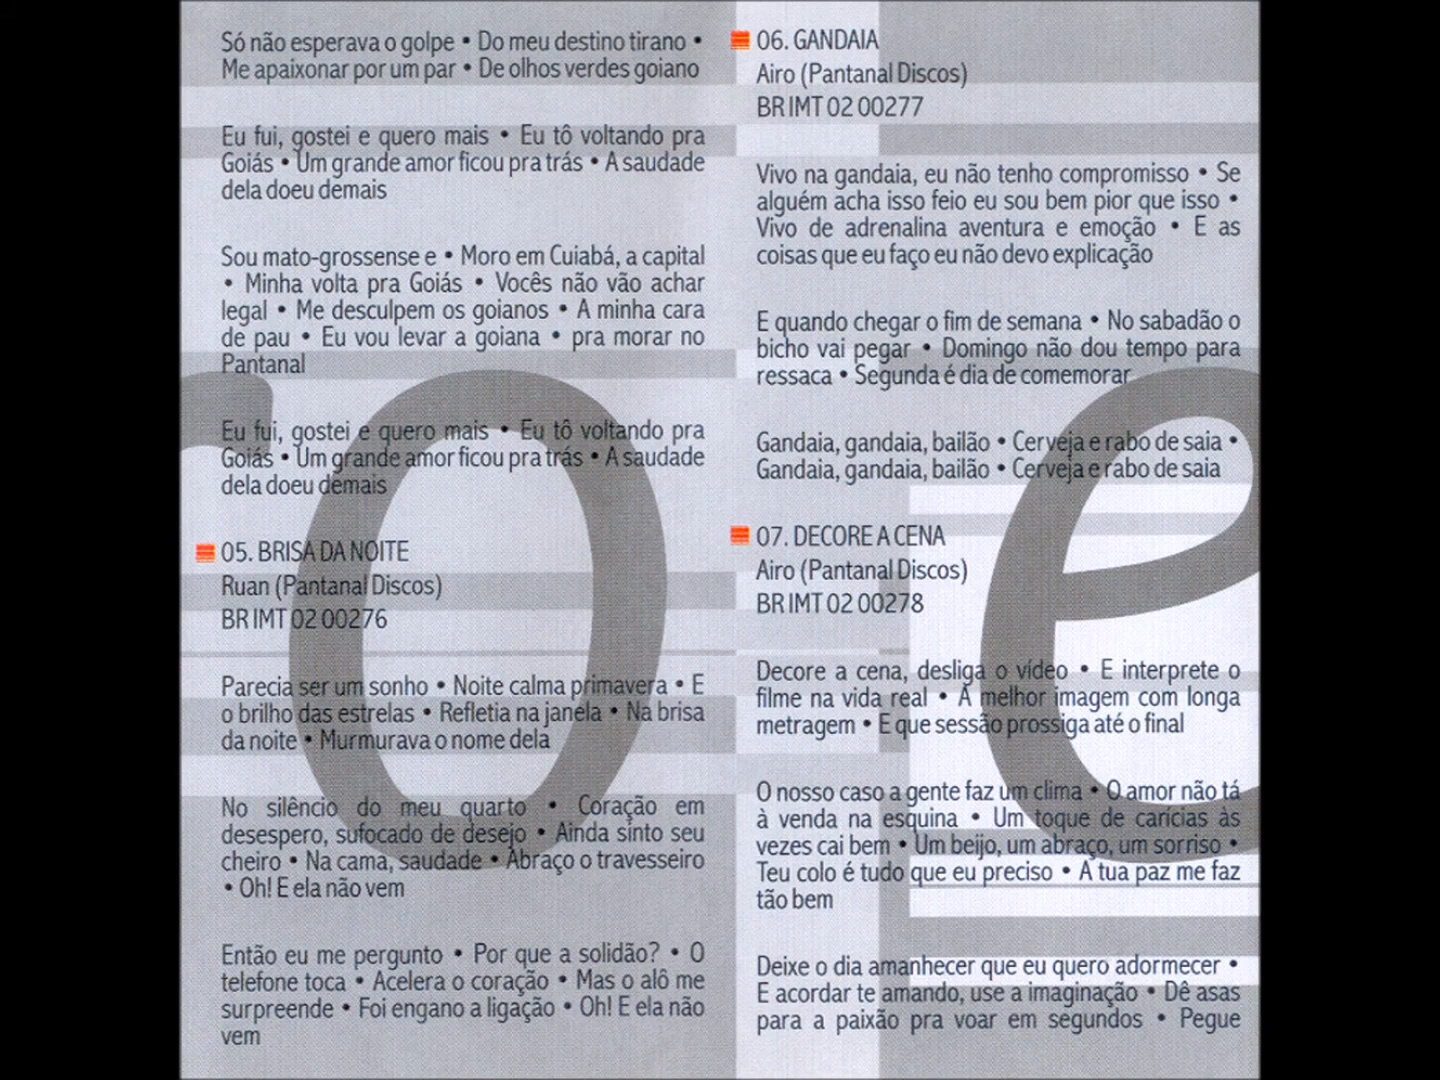 Só não esperava o golpe • Do meu destino tirano •
Me apaixonar por um par • De olhos verdes goiano
Eu fui, gostei e quero mais • Eu tô voltando pra
Goiás • Um grande amor ficou pra trás • A saudade
dela doeu demais
Sou mato-grossense e • Moro em Cuiabá, a capital
• Minha volta pra Goiás • Vocês não vão achar
legal • Me desculpem os goianos • A minha cara
de pau • Eu vou levar a goiana • pra morar no
Pantanal
Eu fui, gostei e quero mais • Eu tô voltando pra
Goiás • Um grande amor ficou pra trás • A saudade
dela doeu demais
05. BRISA DA NOITE
Ruan (Pantanal Discos)
BR IMT 02 00276
Parecia ser um sonho • Noite calma primavera • E
o brilho das estrelas • Refletia na janela • Na brisa
da noite • Murmurava o nome dela
No silêncio do meu quarto • Coração em
desespero, sufocado de desejo • Ainda sinto seu
cheiro • Na cama, saudade • Abraço o travesseiro
• Oh! E ela não vem
Então eu me pergunto • Por que a solidão? • O
telefone toca • Acelera o coração • Mas o alô me
surpreende • Foi engano a ligação • Oh! E ela não
vem
06. GANDAIA
Airo (Pantanal Discos)
BR IMT 02 00277
Vivo na gandaia, eu não tenho compromisso • Se
alguém acha isso feio eu sou bem pior que isso •
Vivo de adrenalina aventura e emoção • E as
coisas que eu faço eu não devo explicação
E quando chegar o fim de semana • No sabadão o
bicho vai pegar • Domingo não dou tempo para
ressaca • Segunda é dia de comemorar
Gandaia, gandaia, bailão • Cerveja e rabo de saia •
Gandaia, gandaia, bailão • Cerveja e rabo de saia
07. DECORE A CENA
Airo (Pantanal Discos)
BR IMT 02 00278
Decore a cena, desliga o vídeo • E interprete o
filme na vida real • A melhor imagem com longa
metragem • E que sessão prossiga até o final
O nosso caso a gente faz um clima • O amor não tá
à venda na esquina • Um toque de carícias às
vezes cai bem • Um beijo, um abraço, um sorriso •
Teu colo é tudo que eu preciso • A tua paz me faz
tão bem
Deixe o dia amanhecer que eu quero adormecer •
E acordar te amando, use a imaginação • Dê asas
para a paixão pra voar em segundos • Pegue